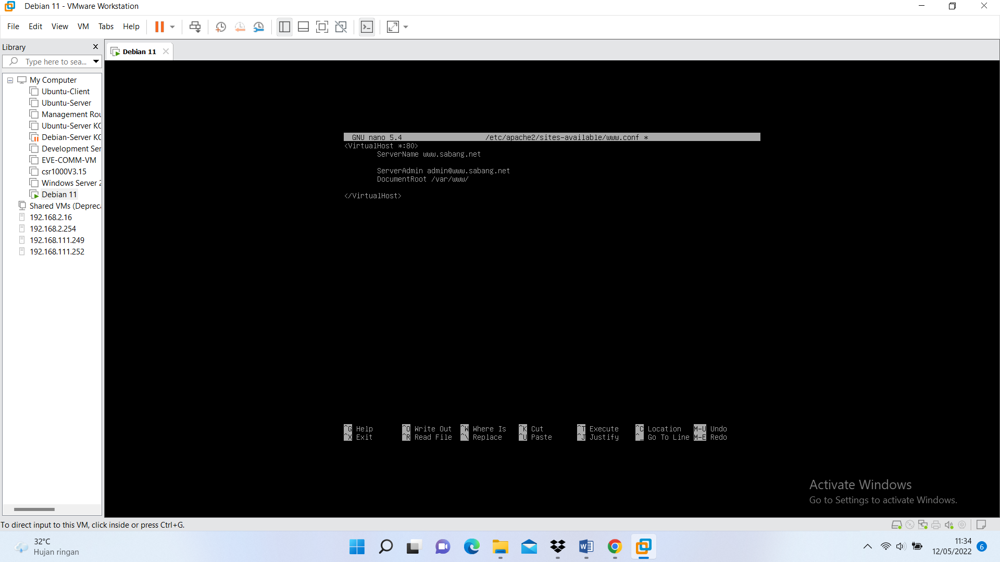 Debian 11 - VMware Workstation
File Edit View VM Tabs Help
Library
Debian 11
Type here to sea...
My Computer
Ubuntu-Client
Ubuntu-Server
Management Rou
Ubuntu-Server KC
Debian-Server KC
Development Ser
EVE-COMM-VM
csr1000V3.15
Windows Server 2
Debian 11
Shared VMs (Depreca
192.168.2.16
192.168.2.254
192.168.111.249
192.168.111.252
GNU nano 5.4 /etc/apache2/sites-available/www.conf *
<VirtualHost *:80>
ServerName www.sabang.net
ServerAdmin admin@www.sabang.net
DocumentRoot /var/www/
</VirtualHost>
^G Help ^O Write Out ^W Where Is ^K Cut ^T Execute ^C Location M-U Undo
^X Exit ^R Read File ^\ Replace ^U Paste ^J Justify ^_ Go To Line M-E Redo
Activate Windows
Go to Settings to activate Windows.
To direct input to this VM, click inside or press Ctrl+G.
32°C
Hujan ringan
11:34
12/05/2022
6